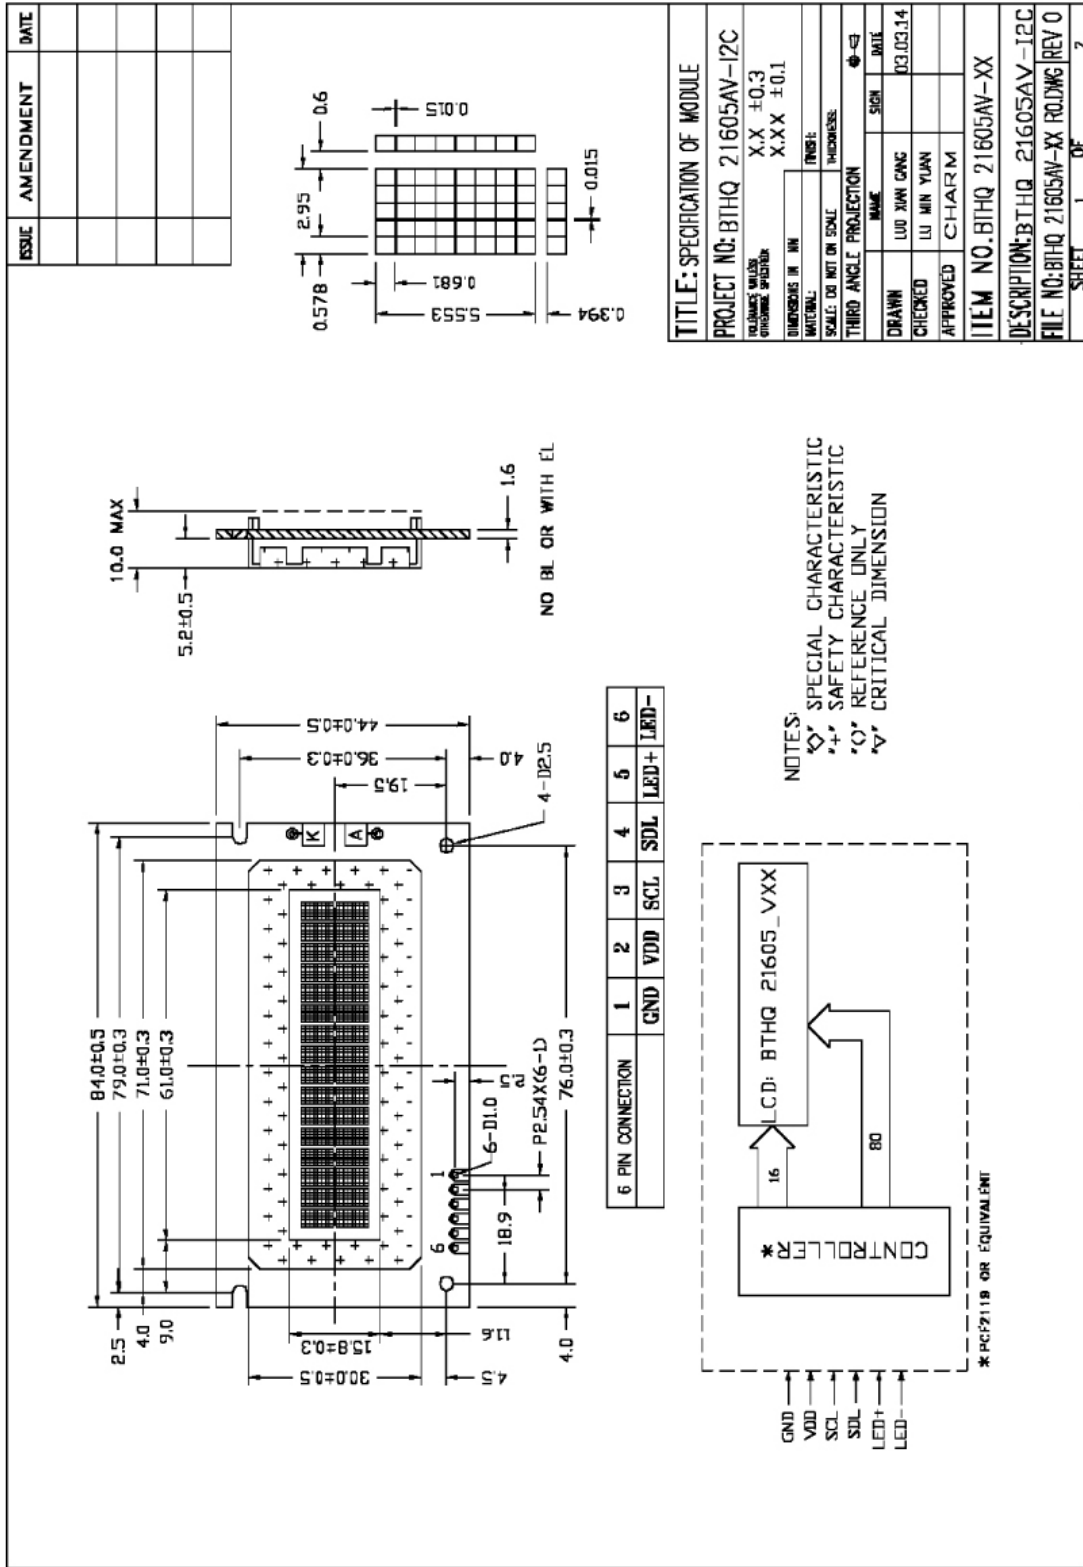 ISSUE AMENDMENT DATE
0.578 2.95 0.6
0.015
0.681
5.553
0.394
0.015
10.0 MAX
5.2±0.5
1.6
NO BL OR WITH EL
84.0±0.5
79.0±0.3
71.0±0.3
61.0±0.3
2.5
4.0
9.0
44.0±0.5
36.0±0.3
19.5
4.0
4-D2.5
K
A
15.8±0.3
30.0±0.5
11.6
4.5
4.0
6 1
2.5
6-D1.0
P2.54X(6-1)
18.9
76.0±0.3
6 PIN CONNECTION 1 2 3 4 5 6
GND VDD SCL SDL LED+ LED-
NOTES:
"◇" SPECIAL CHARACTERISTIC
"+" SAFETY CHARACTERISTIC
"()" REFERENCE ONLY
"▽" CRITICAL DIMENSION
GND
VDD
SCL
SDL
LED+
LED-
CONTROLLER*
16
80
LCD: BTHQ 21605_VXX
* PCF2119 OR EQUIVALENT
TITLE: SPECIFICATION OF MODULE
PROJECT NO: BTHQ 21605AV-I2C
TOLERANCE UNLESS OTHERWISE SPECIFIED
X.X ±0.3
X.XX ±0.1
DIMENSIONS IN MM
MATERIAL: FINISH:
SCALE: DO NOT ON SCALE THICKNESS:
THIRD ANGLE PROJECTION
NAME SIGN DATE
DRAWN LUO XIAN GANG 03.03.14
CHECKED LU MIN YUAN
APPROVED CHARM
ITEM NO. BTHQ 21605AV-XX
DESCRIPTION: BTHQ 21605AV-I2C
FILE NO: BTHQ 21605AV-XX R0.DWG REV 0
SHEET 1 OF 2